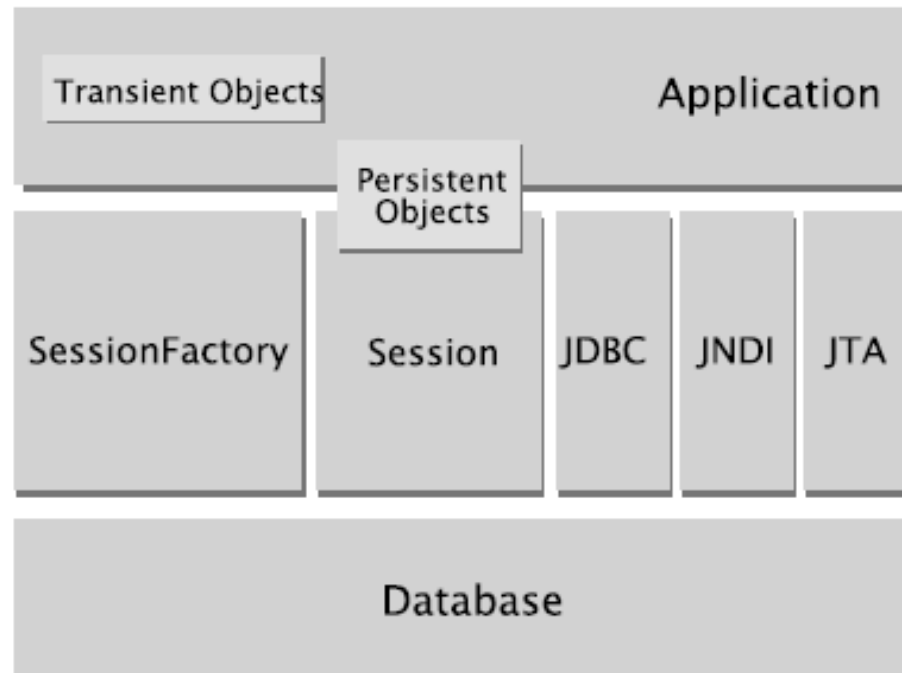 Transient Objects
Application
Persistent
Objects
SessionFactory
Session
JDBC
JNDI
JTA
Database